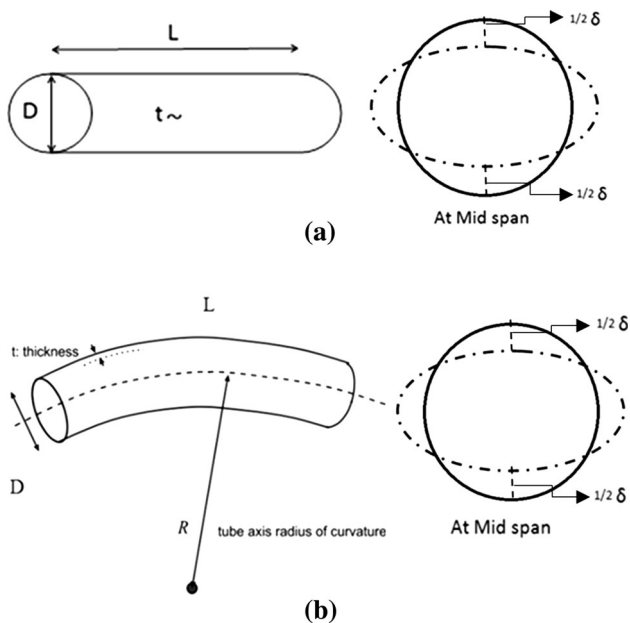 L
D
t~
1/2 δ
1/2 δ
At Mid span
(a)
L
t: thickness
D
R
tube axis radius of curvature
1/2 δ
1/2 δ
At Mid span
(b)